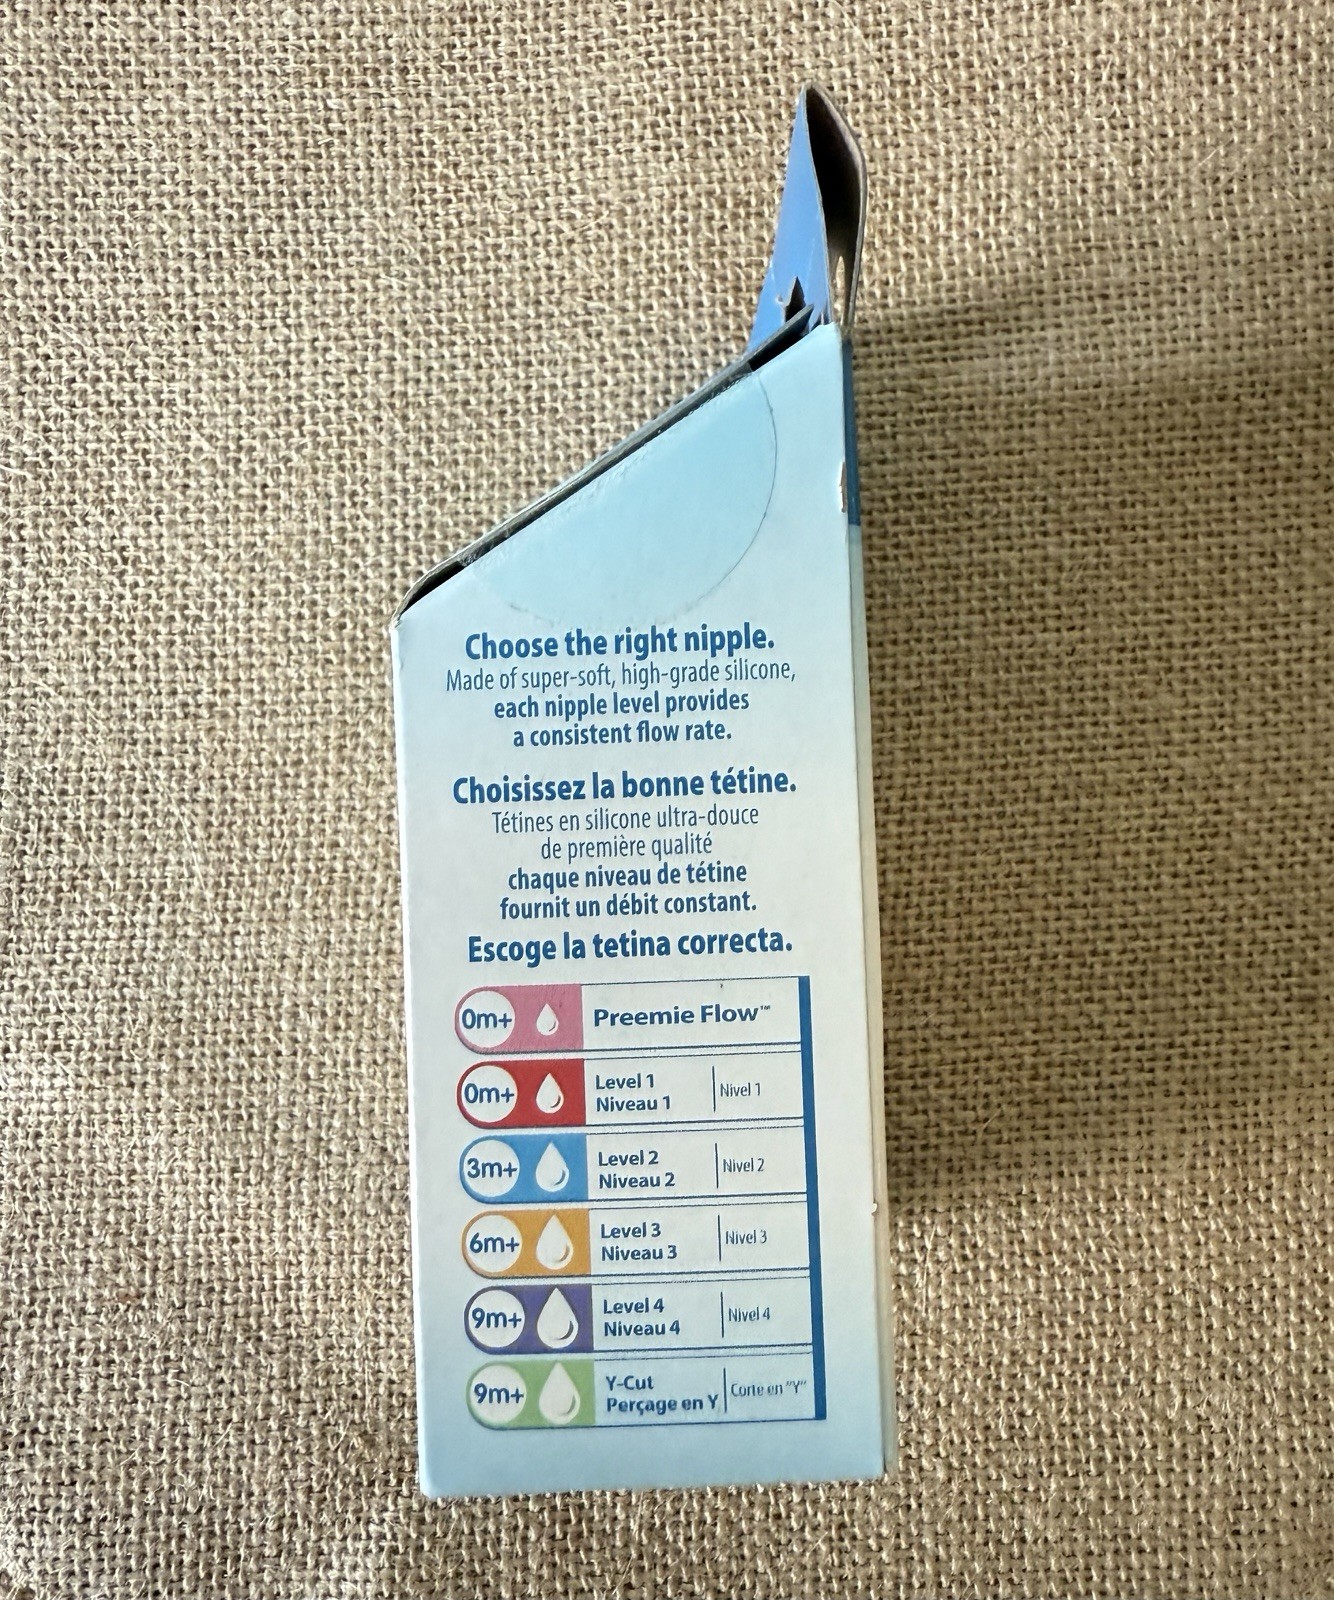 Choose the right nipple.
Made of super-soft, high-grade silicone,
each nipple level provides
a consistent flow rate.
Choisissez la bonne tétine.
Tétines en silicone ultra-douce
de première qualité
chaque niveau de tétine
fournit un débit constant.
Escoge la tetina correcta.
0m+ Preemie Flow™
0m+ Level 1
Niveau 1 Nivel 1
3m+ Level 2
Niveau 2 Nivel 2
6m+ Level 3
Niveau 3 Nivel 3
9m+ Level 4
Niveau 4 Nivel 4
9m+ Y-Cut
Perçage en Y Corte en "Y"